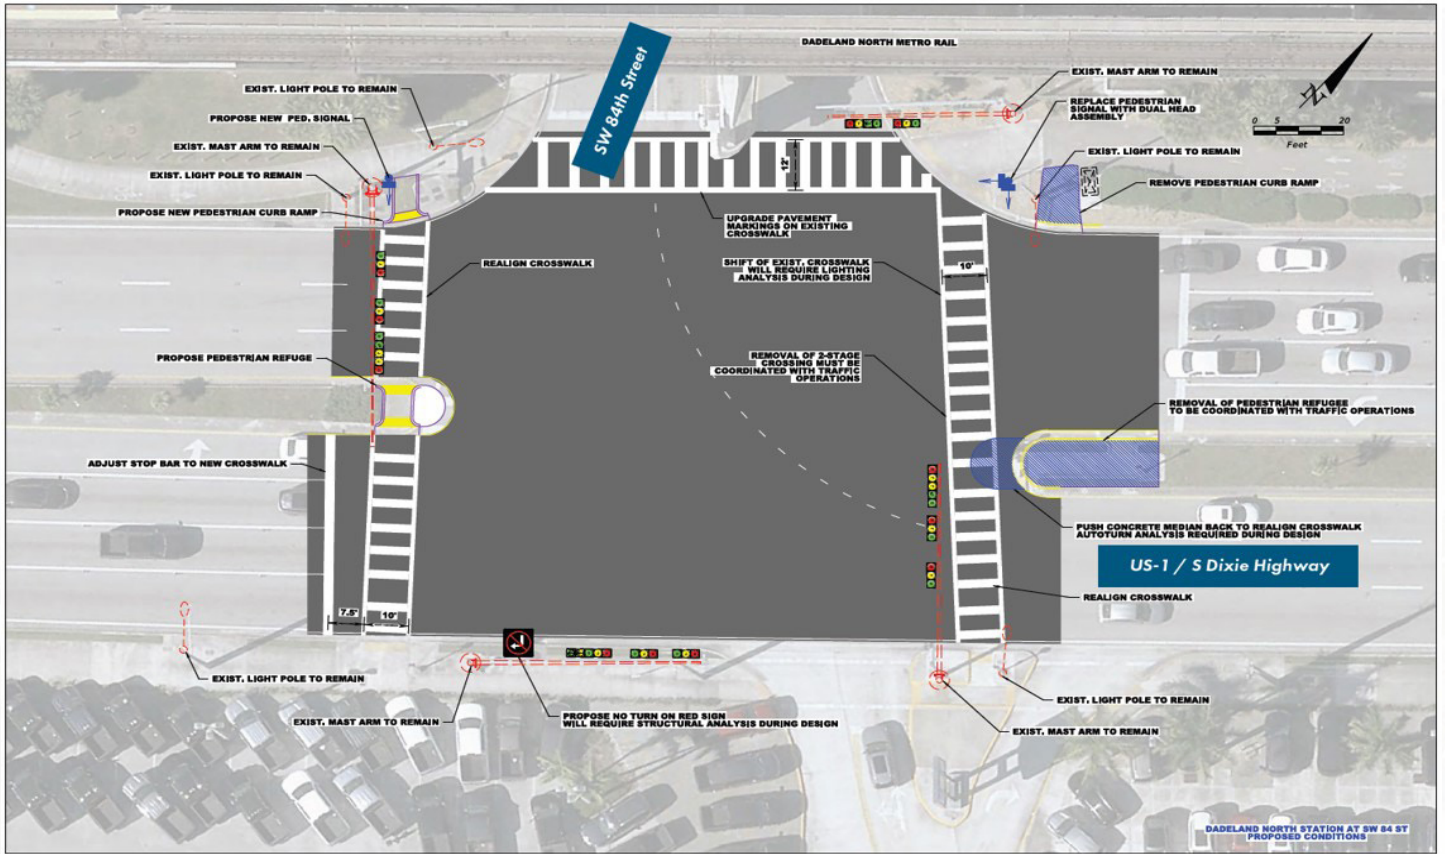 DADELAND NORTH METRO RAIL
SW 84th Street
EXIST. MAST ARM TO REMAIN
EXIST. LIGHT POLE TO REMAIN
REPLACE PEDESTRIAN
SIGNAL WITH DUAL HEAD
ASSEMBLY
N
0 5 20
Feet
PROPOSE NEW PED. SIGNAL
EXIST. MAST ARM TO REMAIN
EXIST. LIGHT POLE TO REMAIN
EXIST. LIGHT POLE TO REMAIN
12'
REMOVE PEDESTRIAN CURB RAMP
PROPOSE NEW PEDESTRIAN CURB RAMP
UPGRADE PAVEMENT
MARKINGS ON EXISTING
CROSSWALK
REALIGN CROSSWALK
SHIFT OF EXIST. CROSSWALK
WILL REQUIRE LIGHTING
ANALYSIS DURING DESIGN
10'
PROPOSE PEDESTRIAN REFUGE
REMOVAL OF 2-STAGE
CROSSING MUST BE
COORDINATED WITH TRAFFIC
OPERATIONS
REMOVAL OF PEDESTRIAN REFUGEE
TO BE COORDINATED WITH TRAFFIC OPERATIONS
ADJUST STOP BAR TO NEW CROSSWALK
PUSH CONCRETE MEDIAN BACK TO REALIGN CROSSWALK
AUTOTURN ANALYSIS REQUIRED DURING DESIGN
US-1 / S Dixie Highway
REALIGN CROSSWALK
7.5'
10'
EXIST. LIGHT POLE TO REMAIN
EXIST. LIGHT POLE TO REMAIN
EXIST. MAST ARM TO REMAIN
PROPOSE NO TURN ON RED SIGN
WILL REQUIRE STRUCTURAL ANALYSIS DURING DESIGN
EXIST. MAST ARM TO REMAIN
DADELAND NORTH STATION AT SW 84 ST
PROPOSED CONDITIONS